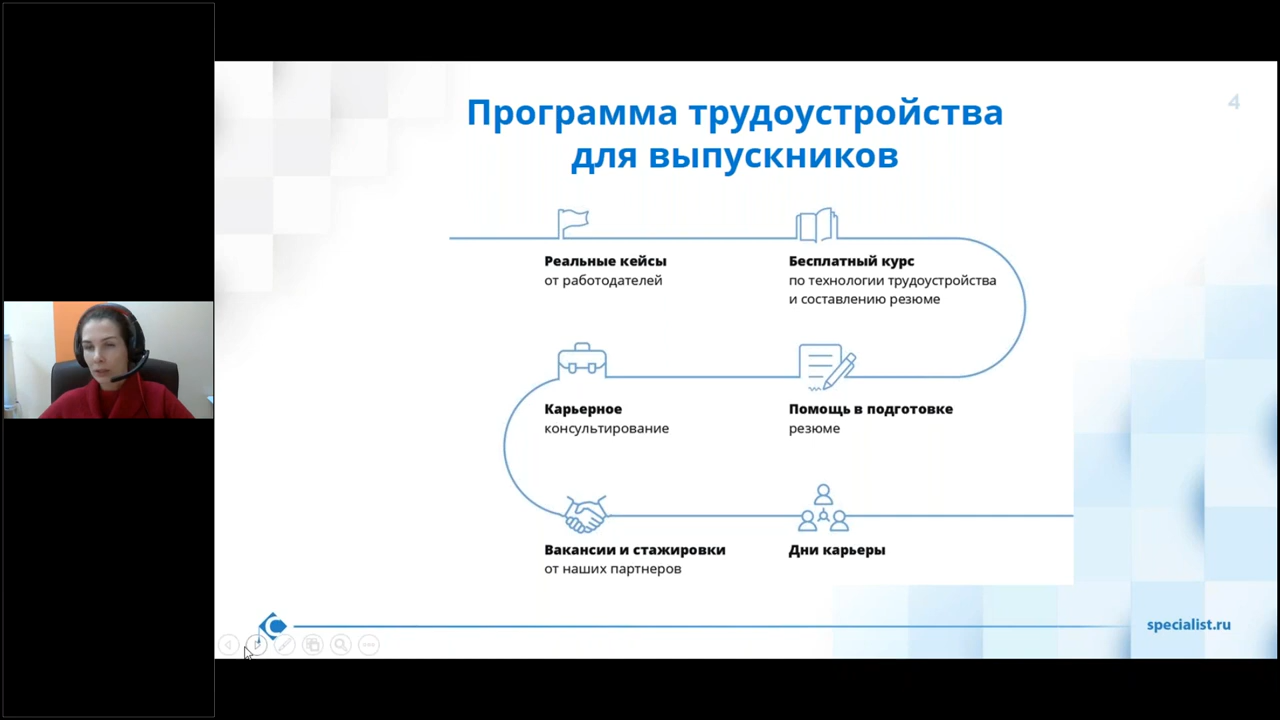 Программа трудоустройства
для выпускников
4
Реальные кейсы
от работодателей
Бесплатный курс
по технологии трудоустройства
и составлению резюме
Карьерное
консультирование
Помощь в подготовке
резюме
Вакансии и стажировки
от наших партнеров
Дни карьеры
specialist.ru